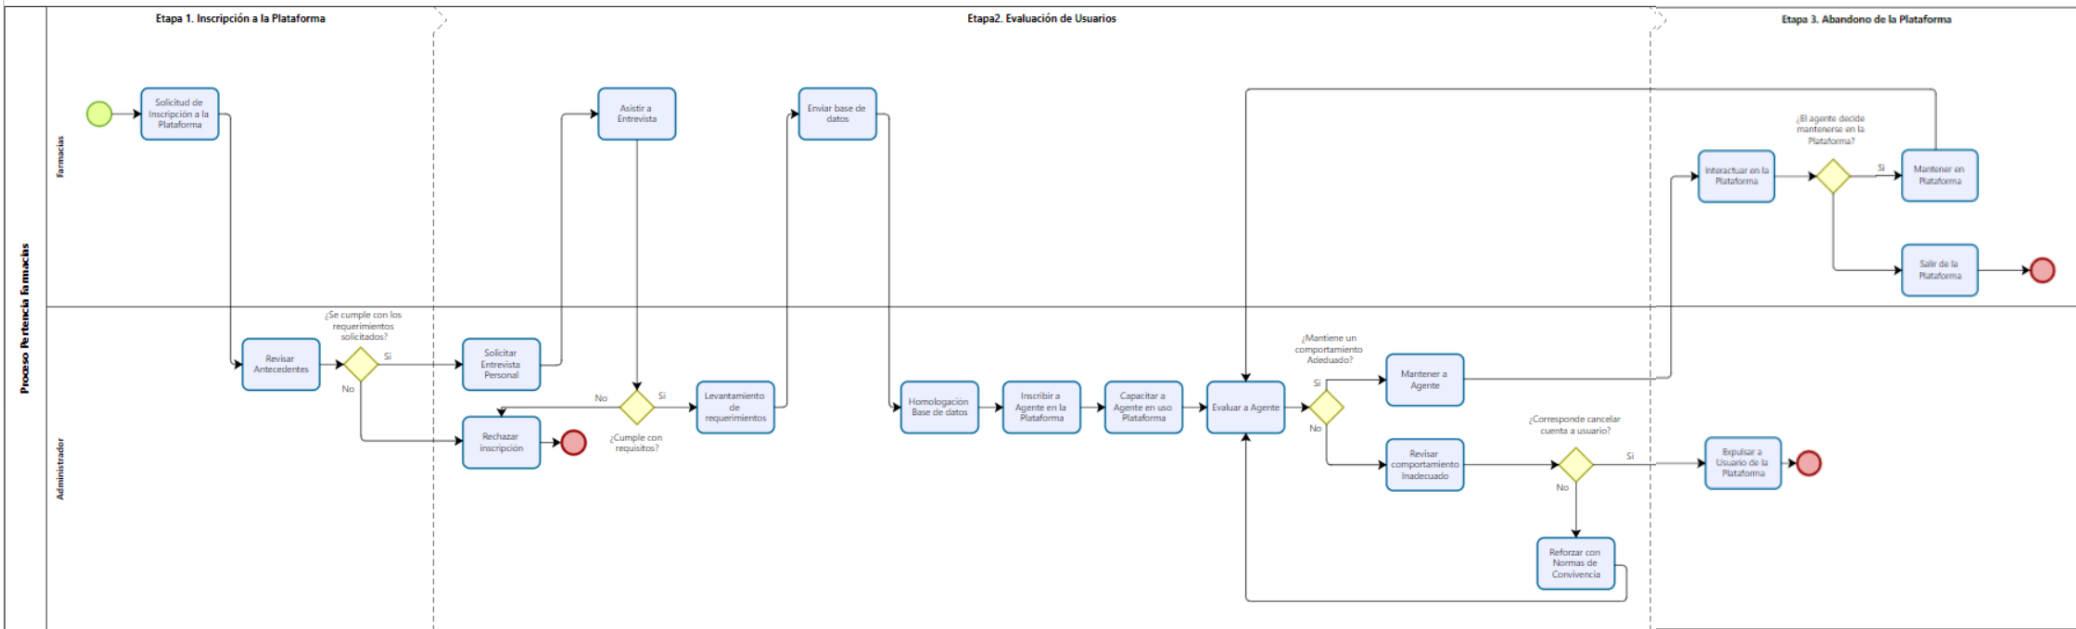 Etapa 1. Inscripción a la Plataforma
Etapa2. Evaluación de Usuarios
Etapa 3. Abandono de la Plataforma
Proceso Pertencia Farmacias
Farmacias
Solicitud de
Inscripción a la
Plataforma
Asistir a
Entrevista
Enviar base de
datos
¿El agente decide
mantenerse en la
Plataforma?
Interactuar en la
Plataforma
Si
Mantener en
Plataforma
Salir de la
Plataforma
Administrador
Revisar
Antecedentes
¿Se cumple con los
requerimientos
solicitados?
Si
No
Solicitar
Entrevista
Personal
Rechazar
inscripción
No
Si
¿Cumple con
requisitos?
Levantamiento
de
requerimientos
Homologación
Base de datos
Inscribir a
Agente en la
Plataforma
Capacitar a
Agente en uso
Plataforma
Evaluar a Agente
¿Mantiene un
comportamiento
Adeduado?
Si
No
Mantener a
Agente
Revisar
comportamiento
Inadecuado
¿Corresponde cancelar
cuenta a usuario?
Si
No
Reforzar con
Normas de
Convivencia
Expulsar a
Usuario de la
Plataforma